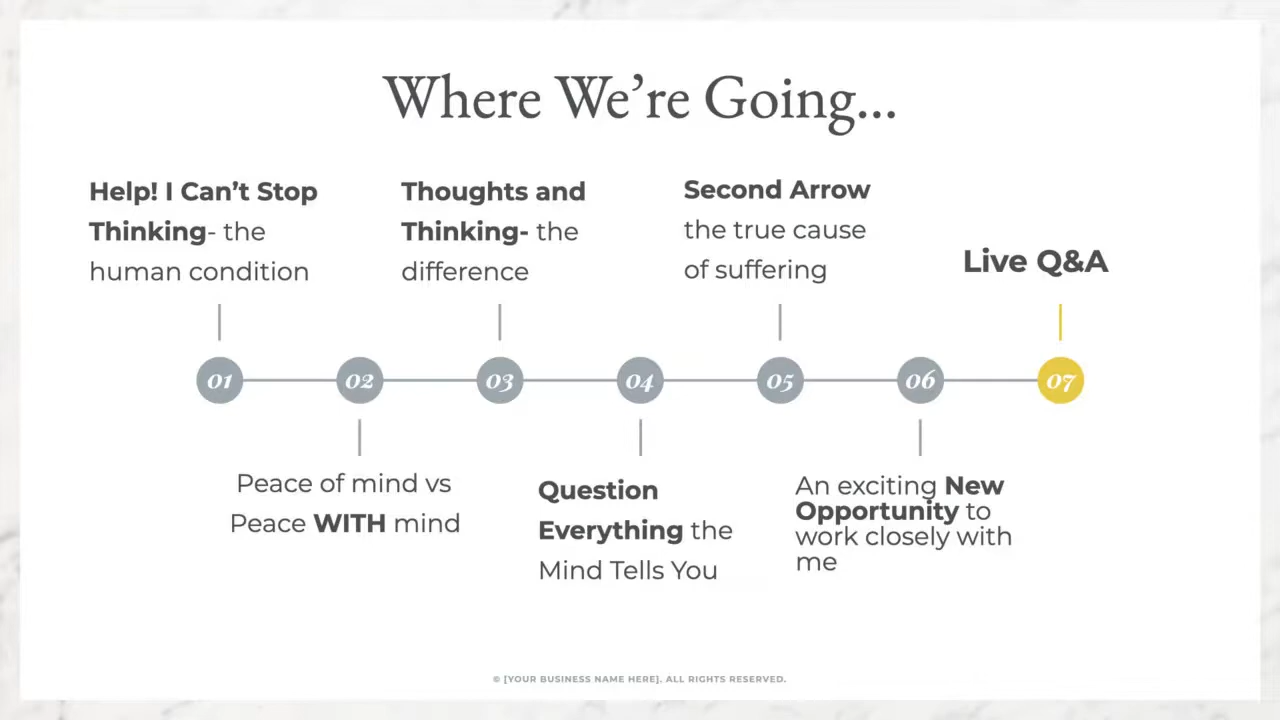 Where We’re Going...
Help! I Can’t Stop
Thinking- the
human condition
Thoughts and
Thinking- the
difference
Second Arrow
the true cause
of suffering
Live Q&A
01
02
03
04
05
06
07
Peace of mind vs
Peace WITH mind
Question
Everything the
Mind Tells You
An exciting New
Opportunity to
work closely with
me
© [YOUR BUSINESS NAME HERE]. ALL RIGHTS RESERVED.